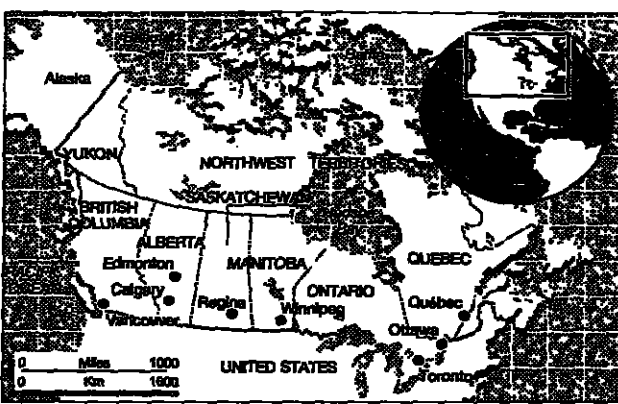 Alaska
YUKON
NORTHWEST TERRITORIES
SASKATCHEWA
BRITISH
COLUMBIA
ALBERTA
Edmonton
MANITOBA
QUEBEC
Calgary
ONTARIO
Regina
Winnipeg
Québec
Vancouver
Ottawa
0 Miles 1000
0 Km 1600
UNITED STATES
Toronto